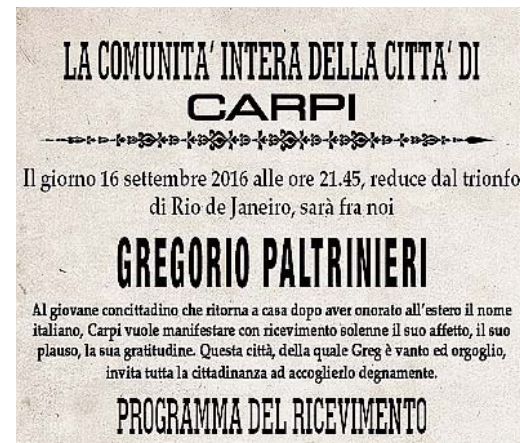 LA COMUNITA' INTERA DELLA CITTA' DI
CARPI
Il giorno 16 settembre 2016 alle ore 21.45, reduce dal trionfo
di Rio de Janeiro, sarà fra noi
GREGORIO PALTRINIERI
Al giovane concittadino che ritorna a casa dopo aver onorato all'estero il nome
italiano, Carpi vuole manifestare con ricevimento solenne il suo affetto, il suo
plauso, la sua gratitudine. Questa città, della quale Greg è vanto ed orgoglio,
invita tutta la cittadinanza ad accoglierlo degnamente.
PROGRAMMA DEL RICEVIMENTO